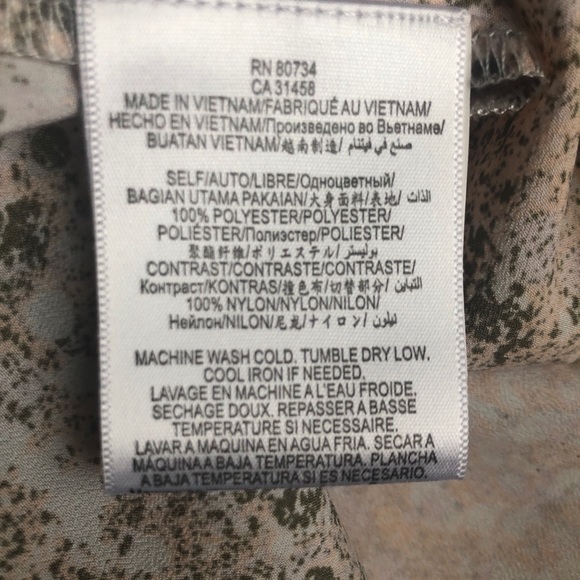 RN 80734
CA 31458
MADE IN VIETNAM/FABRIQUÉ AU VIETNAM/
HECHO EN VIETNAM/Произведено во Вьетнаме/
BUATAN VIETNAM/越南制造/ صنع في فيتنام
SELF/AUTO/LIBRE/Одноцветный/
BAGIAN UTAMA PAKAIAN/大身面料/表地/ الذات
100% POLYESTER/POLYESTER/
POLIÉSTER/Полиэстер/POLIESTER/
聚酯纤维/ポリエステル/ بوليستر
CONTRAST/CONTRASTE/CONTRASTE/
Контраст/KONTRAS/撞色布/切替部分/ التباين
100% NYLON/NYLON/NILON/
Нейлон/NILON/尼龙/ナイロン/ نيلون
MACHINE WASH COLD. TUMBLE DRY LOW.
COOL IRON IF NEEDED.
LAVAGE EN MACHINE A L'EAU FROIDE.
SECHAGE DOUX. REPASSER A BASSE
TEMPERATURE SI NECESSAIRE.
LAVAR A MAQUINA EN AGUA FRIA. SECAR A
MAQUINA A BAJA TEMPERATURA. PLANCHA
A BAJA TEMPERATURA SI ES NECESARIO.